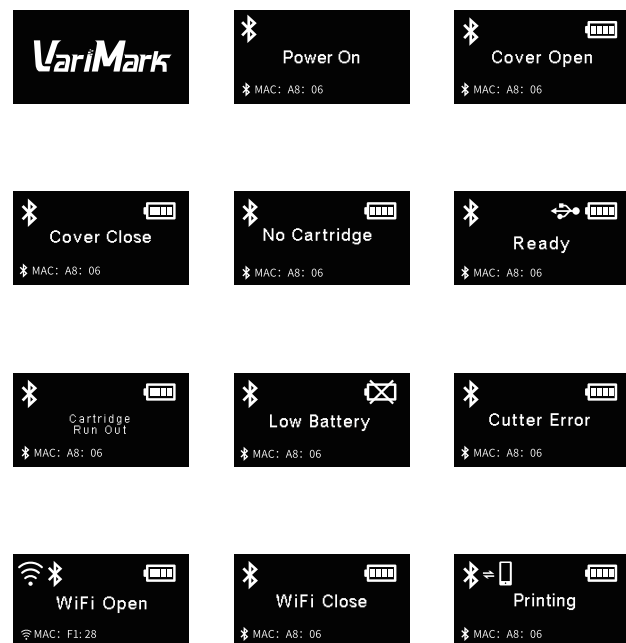 VariMark
Power On
MAC: A8: 06
Cover Open
MAC: A8: 06
Cover Close
MAC: A8: 06
No Cartridge
MAC: A8: 06
Ready
MAC: A8: 06
Cartridge
Run Out
MAC: A8: 06
Low Battery
MAC: A8: 06
Cutter Error
MAC: A8: 06
WiFi Open
MAC: F1: 28
WiFi Close
MAC: A8: 06
Printing
MAC: A8: 06